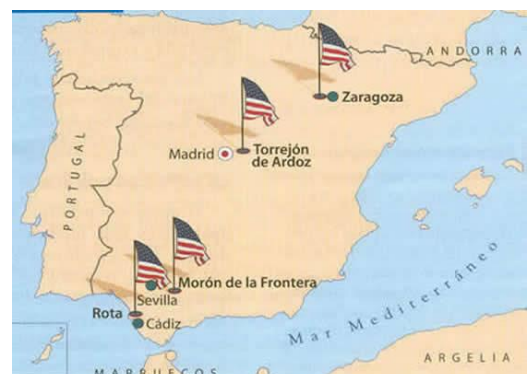 ANDORRA
Zaragoza
Madrid
Torrejón
de Ardoz
PORTUGAL
Morón de la Frontera
Sevilla
Rota
Cádiz
Mar Mediterráneo
MARRUECOS
ARGELIA